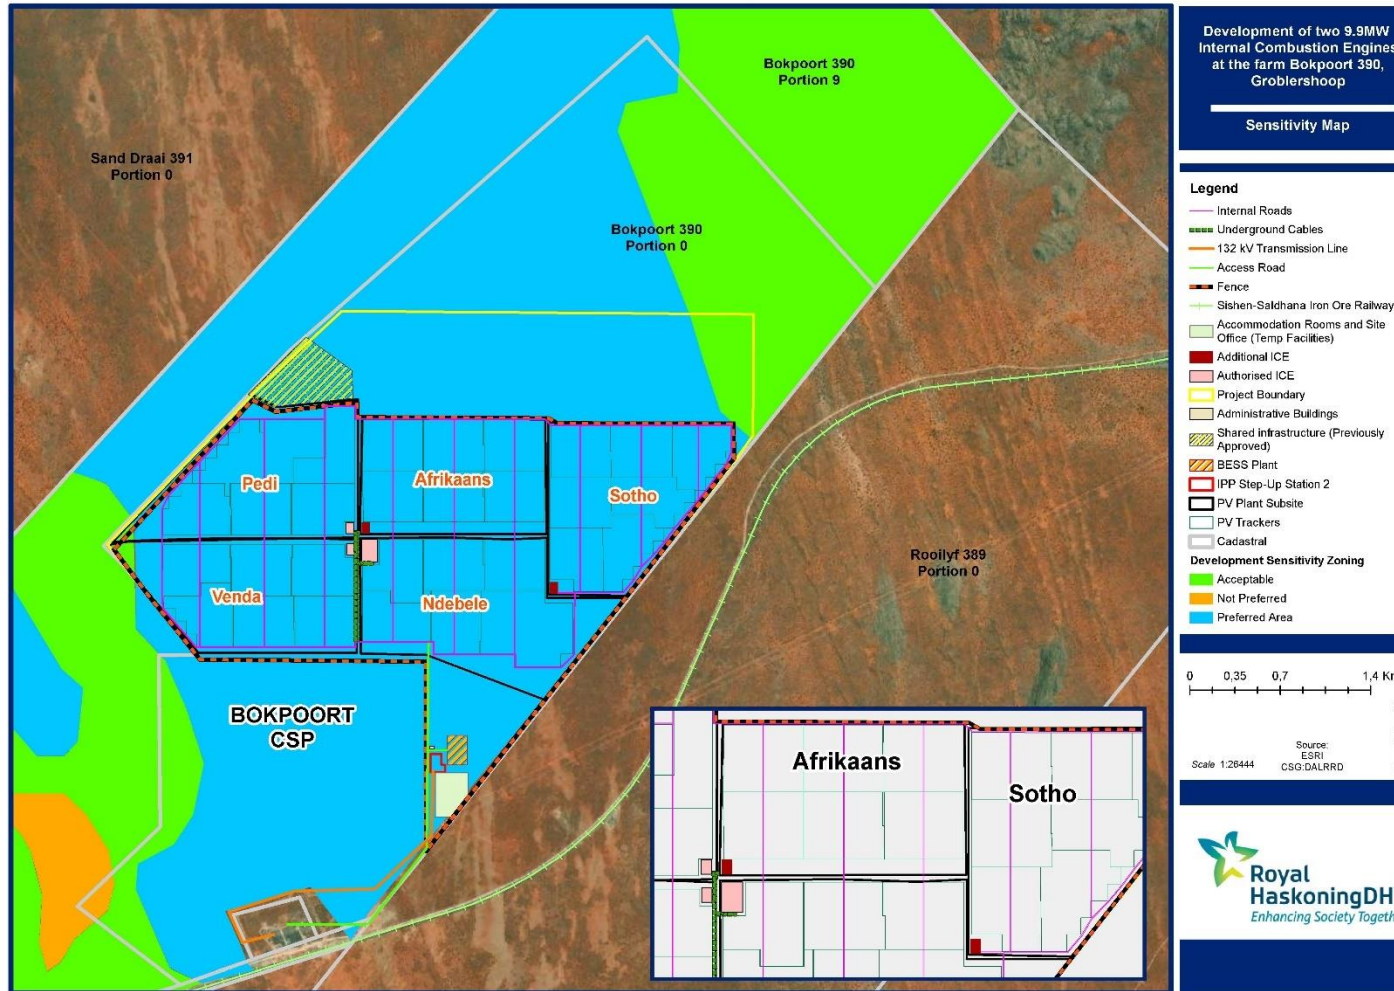 Development of two 9.9MW
Internal Combustion Engines
at the farm Bokpoort 390,
Groblershoop
Sensitivity Map
Bokpoort 390
Portion 9
Sand Draai 391
Portion 0
Bokpoort 390
Portion 0
Pedi
Afrikaans
Sotho
Rooilyf 389
Portion 0
Venda
Ndebele
BOKPOORT
CSP
Afrikaans
Sotho
Legend
Internal Roads
Underground Cables
132 kV Transmission Line
Access Road
Fence
Sishen-Saldhana Iron Ore Railway
Accommodation Rooms and Site
Office (Temp Facilities)
Additional ICE
Authorised ICE
Project Boundary
Administrative Buildings
Shared infrastructure (Previously
Approved)
BESS Plant
IPP Step-Up Station 2
PV Plant Subsite
PV Trackers
Cadastral
Development Sensitivity Zoning
Acceptable
Not Preferred
Preferred Area
0 0,35 0,7 1,4 Km
Scale 1:26444
Source:
ESRI
CSG:DALRRD
Royal
HaskoningDH
Enhancing Society Togeth